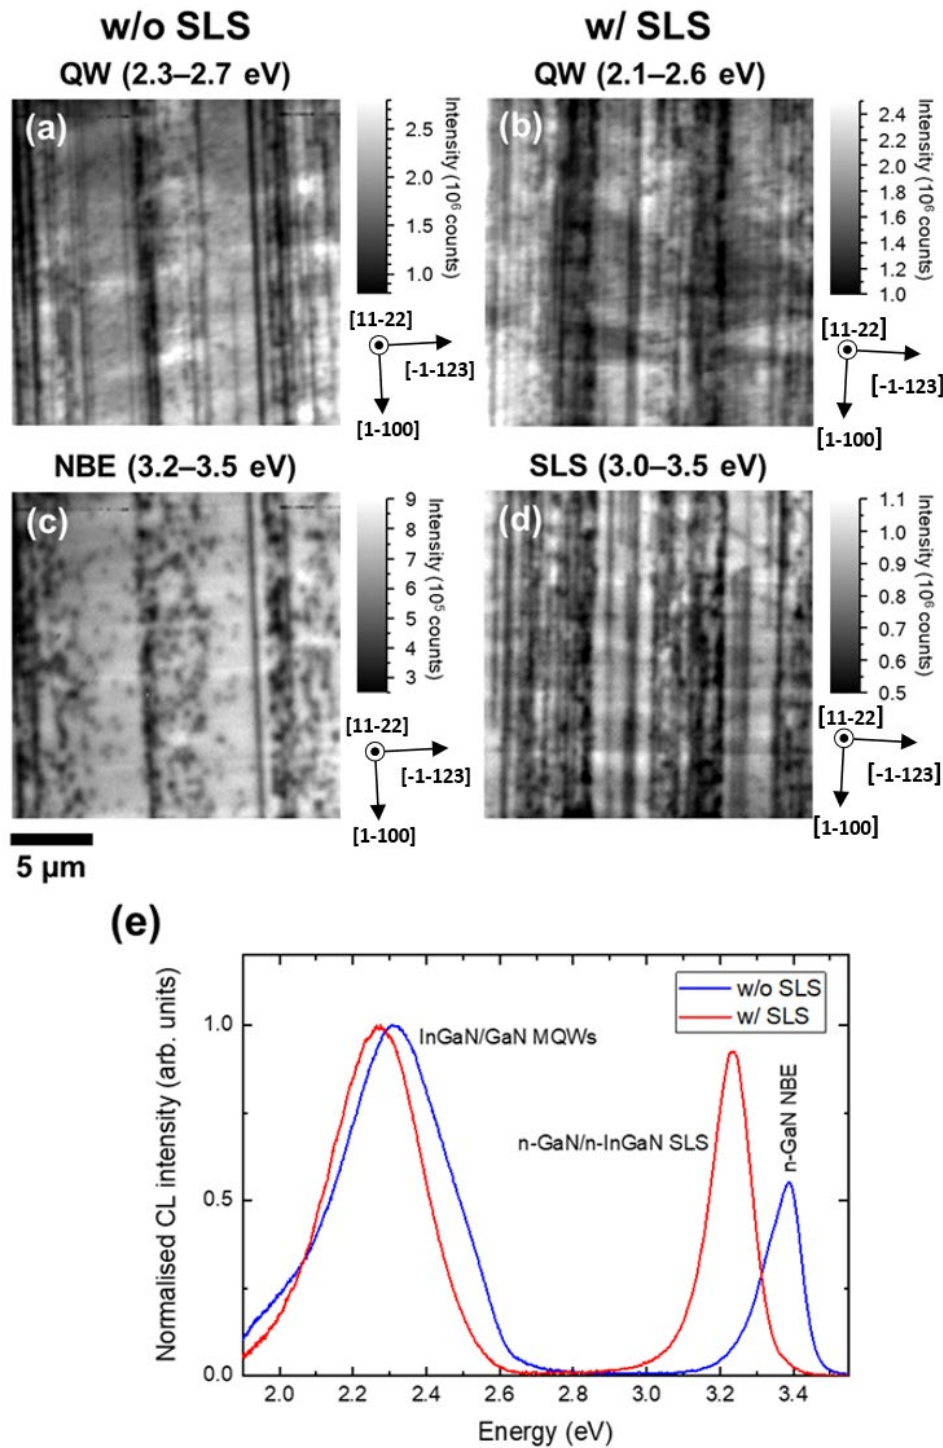 w/o SLS
w/ SLS
QW (2.3–2.7 eV)
QW (2.1–2.6 eV)
(a)
2.5
2.0
1.5
1.0
Intensity (10⁶ counts)
(b)
2.4
2.2
2.0
1.8
1.6
1.4
1.2
1.0
Intensity (10⁶ counts)
[11-22]
[-1-123]
[1-100]
[11-22]
[-1-123]
[1-100]
NBE (3.2–3.5 eV)
SLS (3.0–3.5 eV)
(c)
9
8
7
6
5
4
3
Intensity (10⁵ counts)
(d)
1.1
1.0
0.9
0.8
0.7
0.6
0.5
Intensity (10⁶ counts)
[11-22]
[-1-123]
[1-100]
[11-22]
[-1-123]
[1-100]
5 µm
(e)
Normalised CL intensity (arb. units)
1.0
0.5
0.0
w/o SLS
w/ SLS
InGaN/GaN MQWs
n-GaN/n-InGaN SLS
n-GaN NBE
2.0 2.2 2.4 2.6 2.8 3.0 3.2 3.4
Energy (eV)